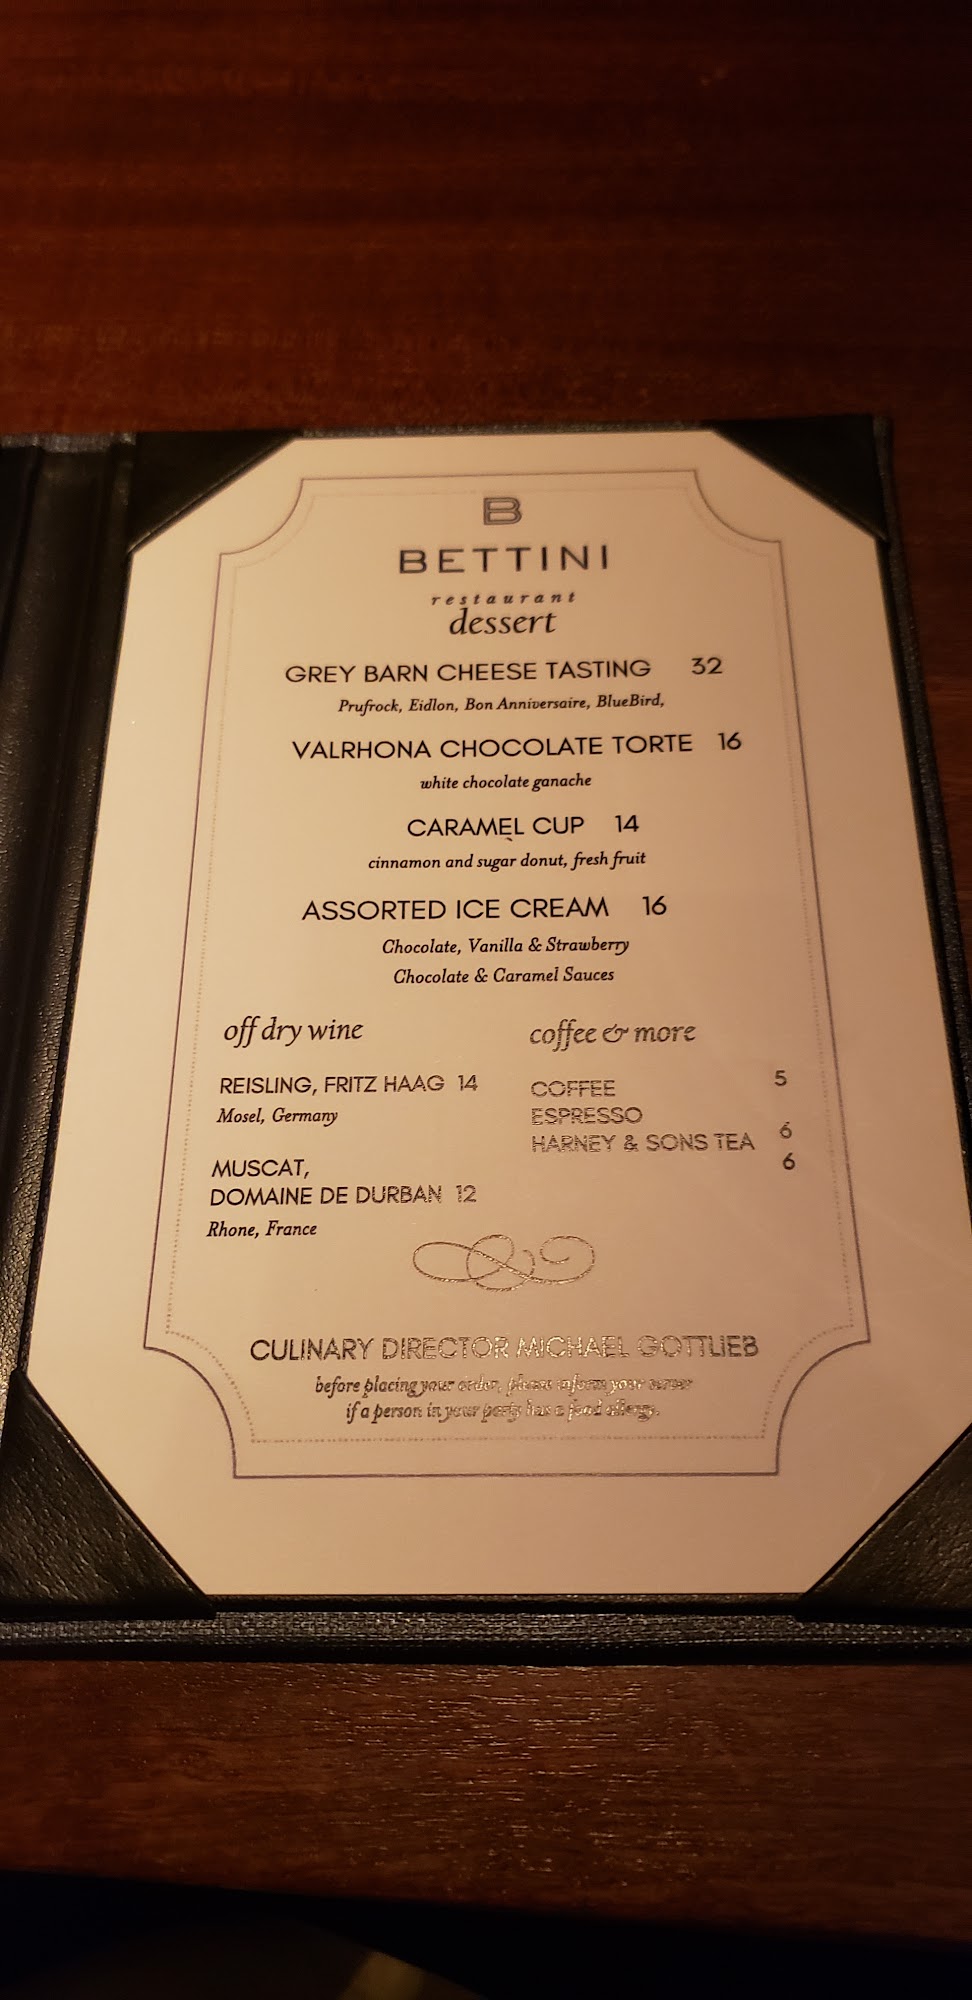 B
BETTINI
restaurant
dessert
GREY BARN CHEESE TASTING 32
Prufrock, Eidlon, Bon Anniversaire, BlueBird,
VALRHONA CHOCOLATE TORTE 16
white chocolate ganache
CARAMEL CUP 14
cinnamon and sugar donut, fresh fruit
ASSORTED ICE CREAM 16
Chocolate, Vanilla & Strawberry
Chocolate & Caramel Sauces
off dry wine
REISLING, FRITZ HAAG 14
Mosel, Germany
MUSCAT,
DOMAINE DE DURBAN 12
Rhone, France
coffee & more
COFFEE 5
ESPRESSO 6
HARNEY & SONS TEA 6
CULINARY DIRECTOR MICHAEL GOTTLIEB
before placing your order, please inform your server
if a person in your party has a food allergy.